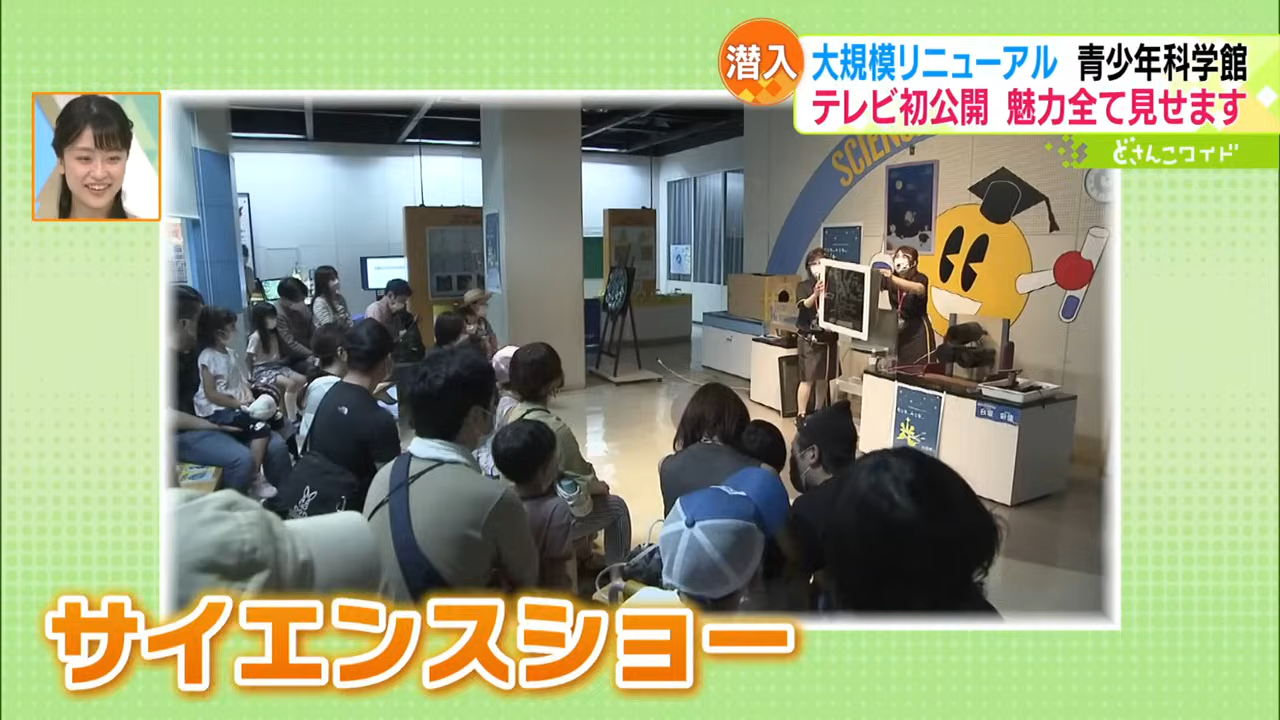 潜入
大規模リニューアル 青少年科学館
テレビ初公開 魅力全て見せます
どさんこワイド
SCIEN
光
サイエンスショー